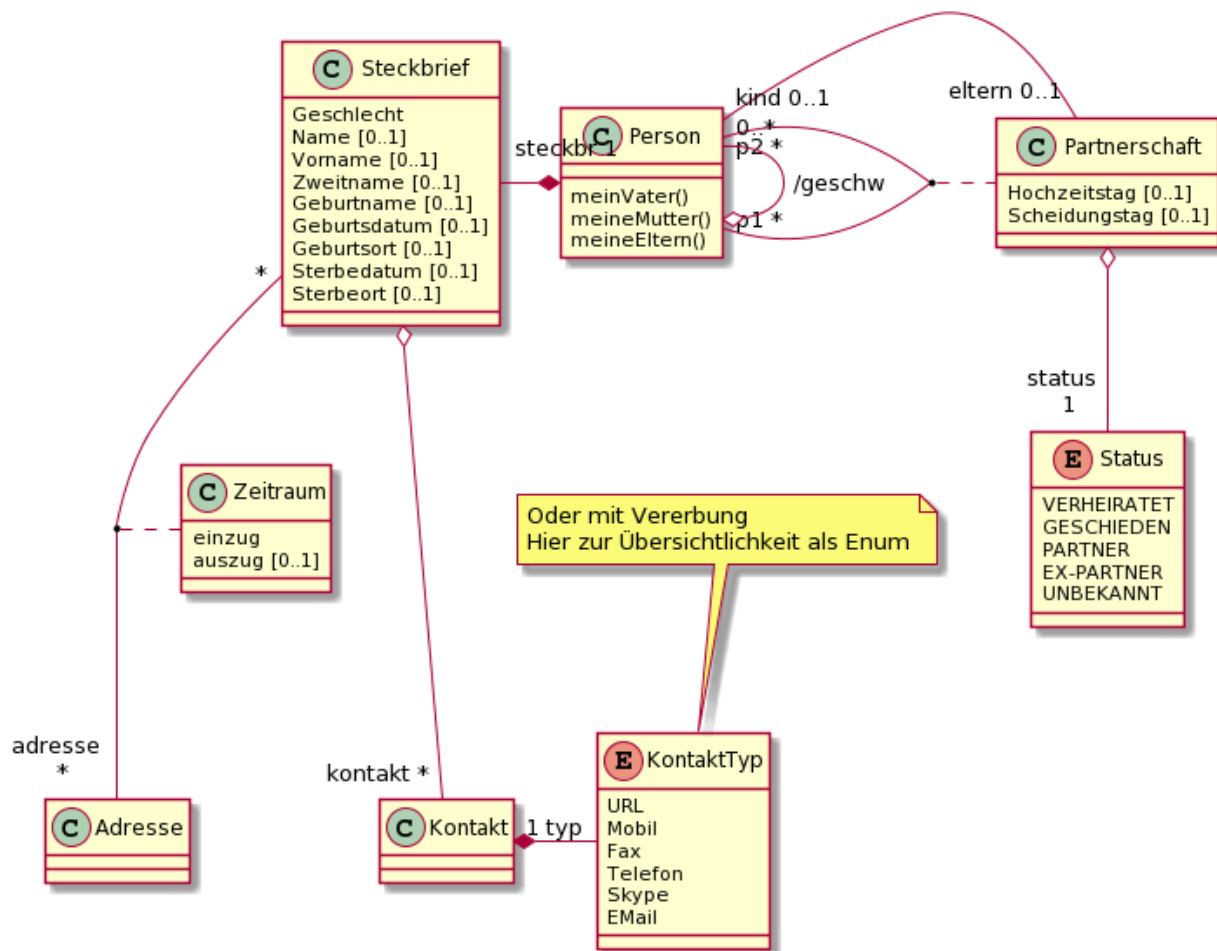 C Steckbrief
Geschlecht
Name [0..1]
Vorname [0..1]
Zweitname [0..1]
Geburtname [0..1]
Geburtsdatum [0..1]
Geburtsort [0..1]
Sterbedatum [0..1]
Sterbeort [0..1]
steckbr 1
C Person
meinVater()
meineMutter()
meineEltern()
kind 0..1
0..*
p2 *
/geschw
p1 *
eltern 0..1
C Partnerschaft
Hochzeitstag [0..1]
Scheidungstag [0..1]
status
1
E Status
VERHEIRATET
GESCHIEDEN
PARTNER
EX-PARTNER
UNBEKANNT
*
C Zeitraum
einzug
auszug [0..1]
Oder mit Vererbung
Hier zur Übersichtlichkeit als Enum
adresse
*
C Adresse
kontakt *
C Kontakt
1 typ
E KontaktTyp
URL
Mobil
Fax
Telefon
Skype
EMail